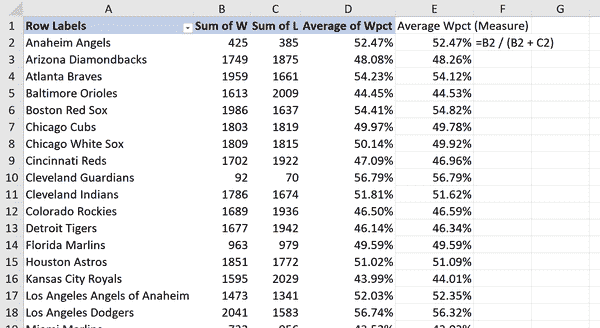 A B C D E F G
1 Row Labels Sum of W Sum of L Average of Wpct Average Wpct (Measure)
2 Anaheim Angels 425 385 52.47% 52.47% =B2 / (B2 + C2)
3 Arizona Diamondbacks 1749 1875 48.08% 48.26%
4 Atlanta Braves 1959 1661 54.23% 54.12%
5 Baltimore Orioles 1613 2009 44.45% 44.53%
6 Boston Red Sox 1986 1637 54.41% 54.82%
7 Chicago Cubs 1803 1819 49.97% 49.78%
8 Chicago White Sox 1809 1815 50.14% 49.92%
9 Cincinnati Reds 1702 1922 47.09% 46.96%
10 Cleveland Guardians 92 70 56.79% 56.79%
11 Cleveland Indians 1786 1674 51.81% 51.62%
12 Colorado Rockies 1689 1936 46.50% 46.59%
13 Detroit Tigers 1677 1942 46.14% 46.34%
14 Florida Marlins 963 979 49.59% 49.59%
15 Houston Astros 1851 1772 51.02% 51.09%
16 Kansas City Royals 1595 2029 43.99% 44.01%
17 Los Angeles Angels of Anaheim 1473 1341 52.03% 52.35%
18 Los Angeles Dodgers 2041 1583 56.74% 56.32%